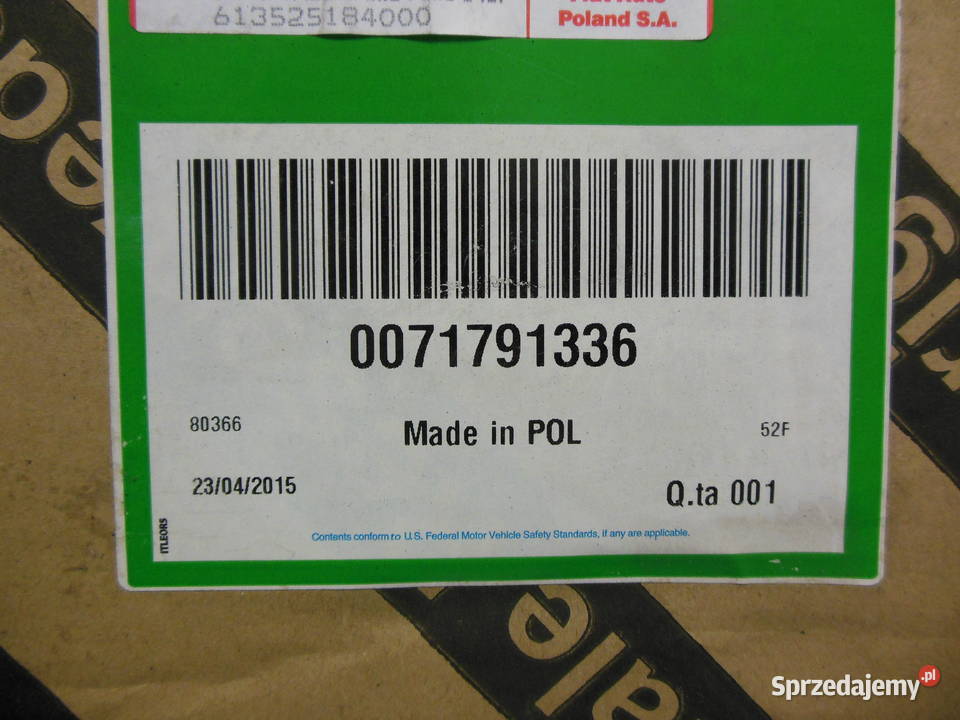 613525184000
Poland S.A.
0071791336
80366
Made in POL
52F
23/04/2015
Q.ta 001
ITLEORS
Contents conform to U.S. Federal Motor Vehicle Safety Standards, if any are applicable.
Sprzedajemy.pl